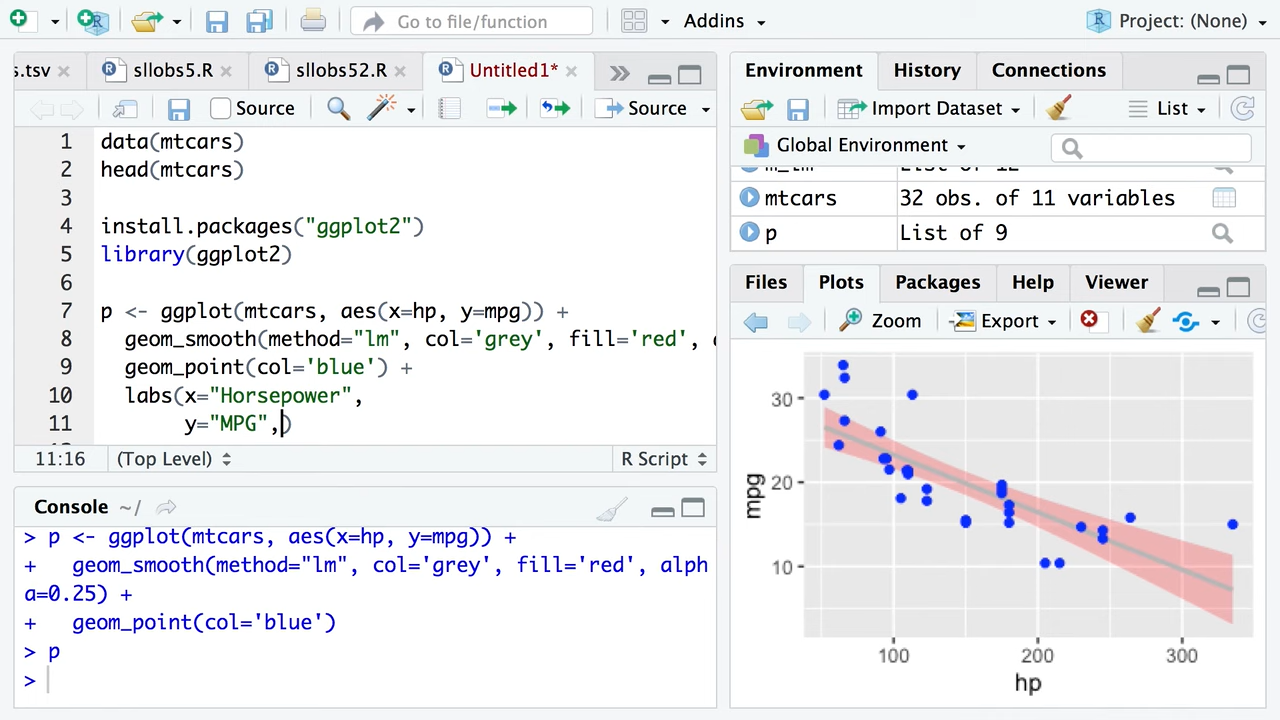 Go to file/function
Addins
Project: (None)
s.tsv
sllobs5.R
sllobs52.R
Untitled1*
Source
Source
1 data(mtcars)
2 head(mtcars)
3
4 install.packages("ggplot2")
5 library(ggplot2)
6
7 p <- ggplot(mtcars, aes(x=hp, y=mpg)) +
8 geom_smooth(method="lm", col='grey', fill='red',
9 geom_point(col='blue') +
10 labs(x="Horsepower",
11 y="MPG",)
11:16
(Top Level)
R Script
Console ~/
> p <- ggplot(mtcars, aes(x=hp, y=mpg)) +
+ geom_smooth(method="lm", col='grey', fill='red', alph
a=0.25) +
+ geom_point(col='blue')
> p
>
Environment
History
Connections
Import Dataset
List
Global Environment
m_lm List of 12
mtcars 32 obs. of 11 variables
p List of 9
Files
Plots
Packages
Help
Viewer
Zoom
Export
30
20
10
mpg
100 200 300
hp